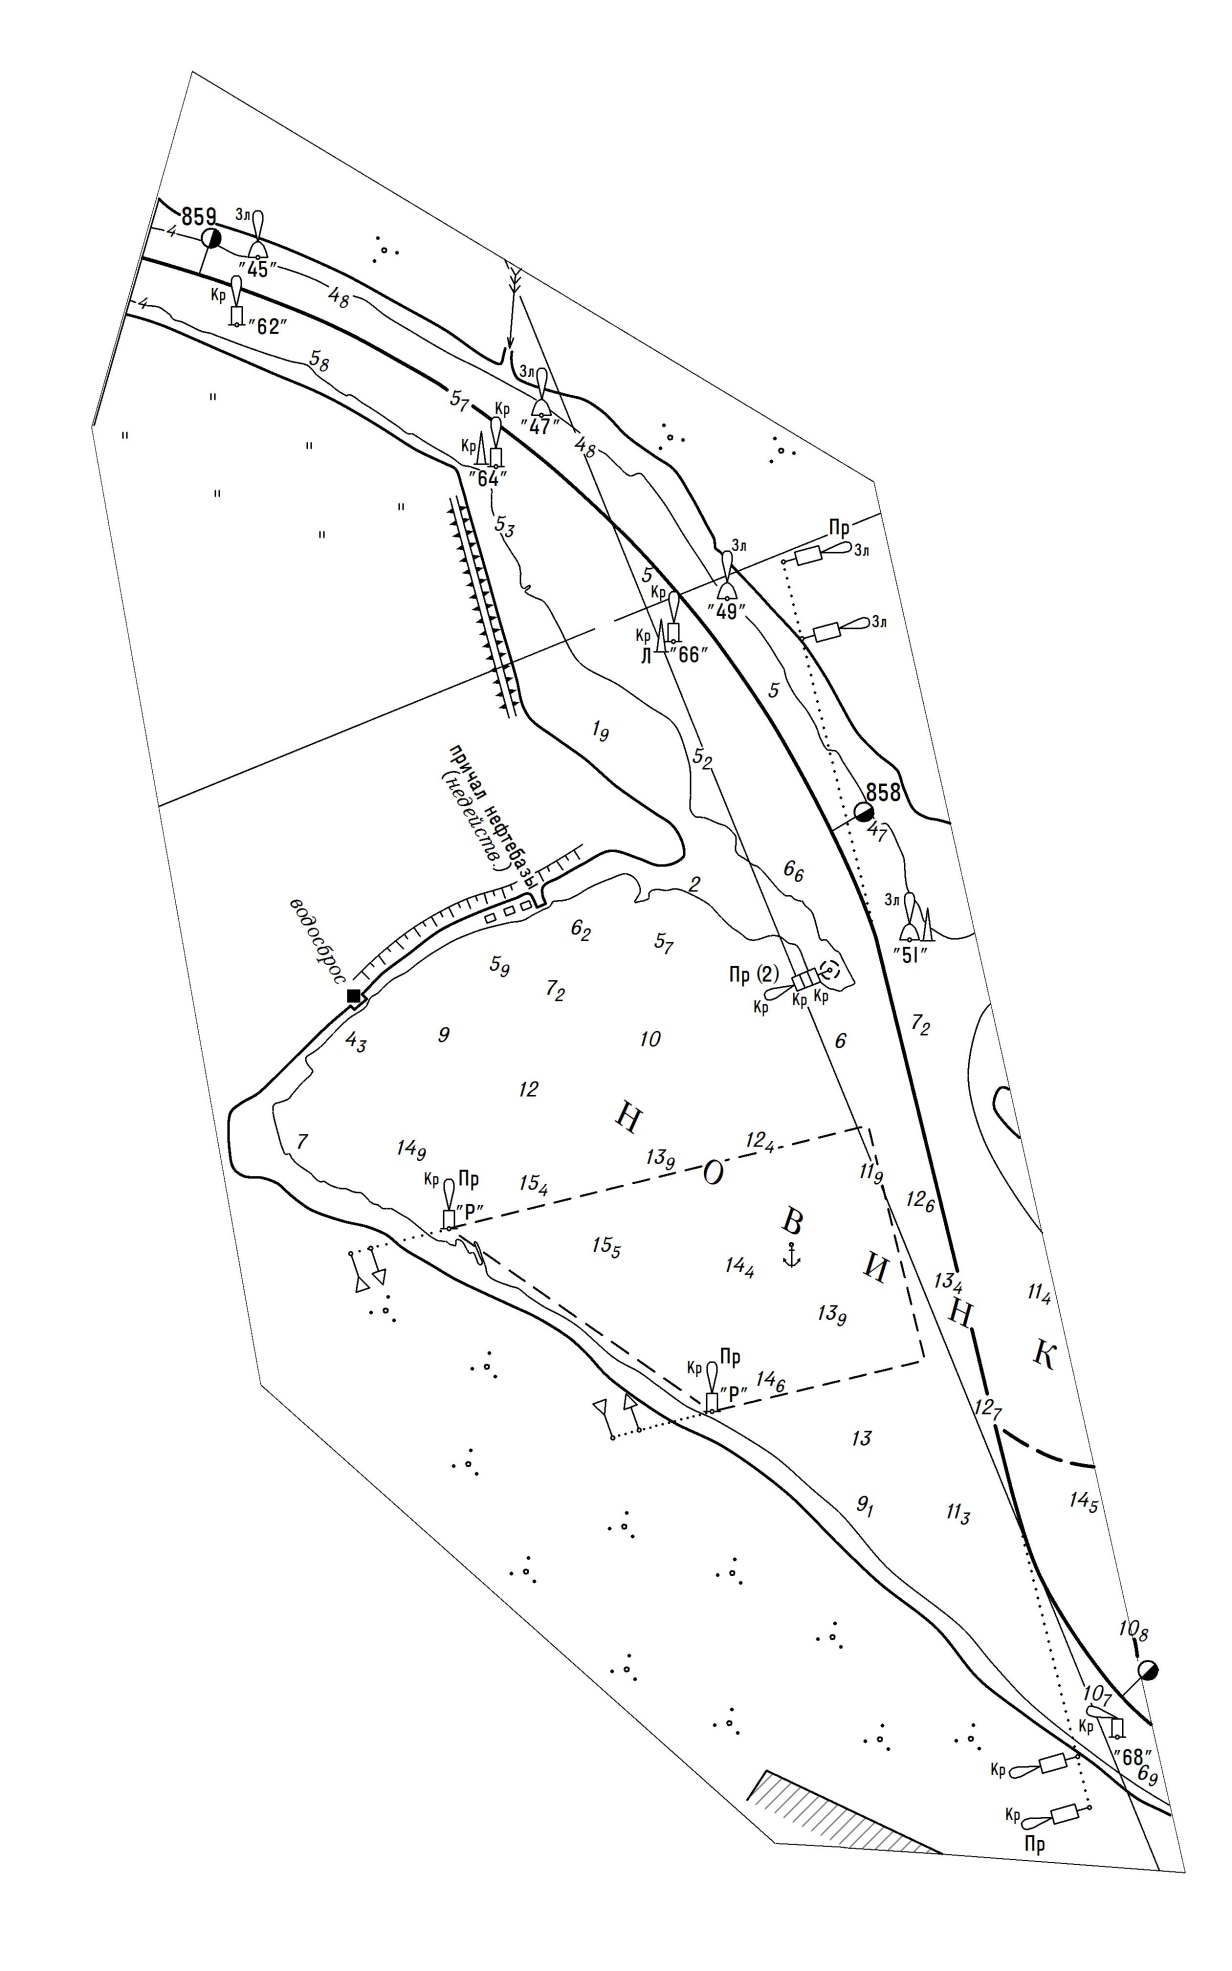 859
Зл
4
"45"
Кр
4₈
4
"62"
5₈
Зл
5₇
Кр
"47"
Кр
4₈
"64"
5₃
Пр
Зл
Зл
5
Кр
"49"
Зл
Кр
Л
"66"
5
1₉
5₂
причал нефтебазы
(недейств.)
858
4₇
6₆
2
водосброс
Зл
6₂
5₇
"51"
5₉
Пр (2)
7₂
Кр
Кр
Кр
7₂
4₃
9
10
6
12
Н
7
14₉
12₄
13₉
О
11₉
Кр
Пр
15₄
12₆
"Р"
В
15₅
14₄
И
13₄
11₄
13₉
Н
К
Пр
Кр
14₆
"Р"
12₇
13
14₅
9₁
11₃
10₈
10₇
Кр
"68"
Кр
6₉
Кр
Пр